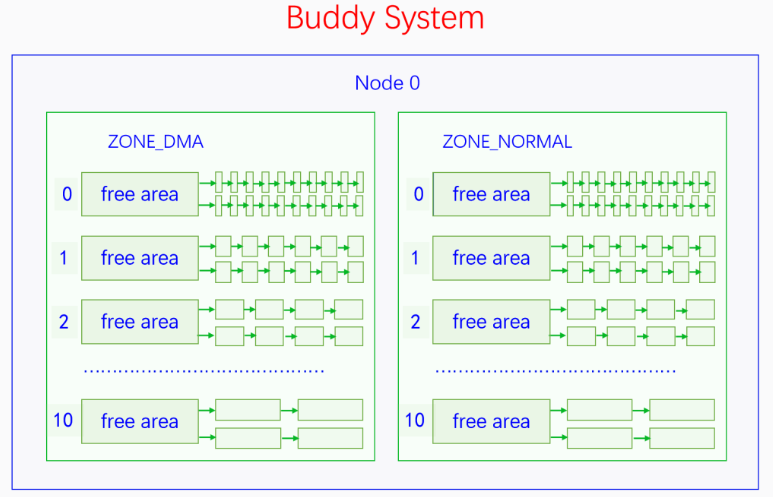 Buddy System
Node 0
ZONE_DMA
0 free area
1 free area
2 free area
............................................
10 free area
ZONE_NORMAL
0 free area
1 free area
2 free area
............................................
10 free area